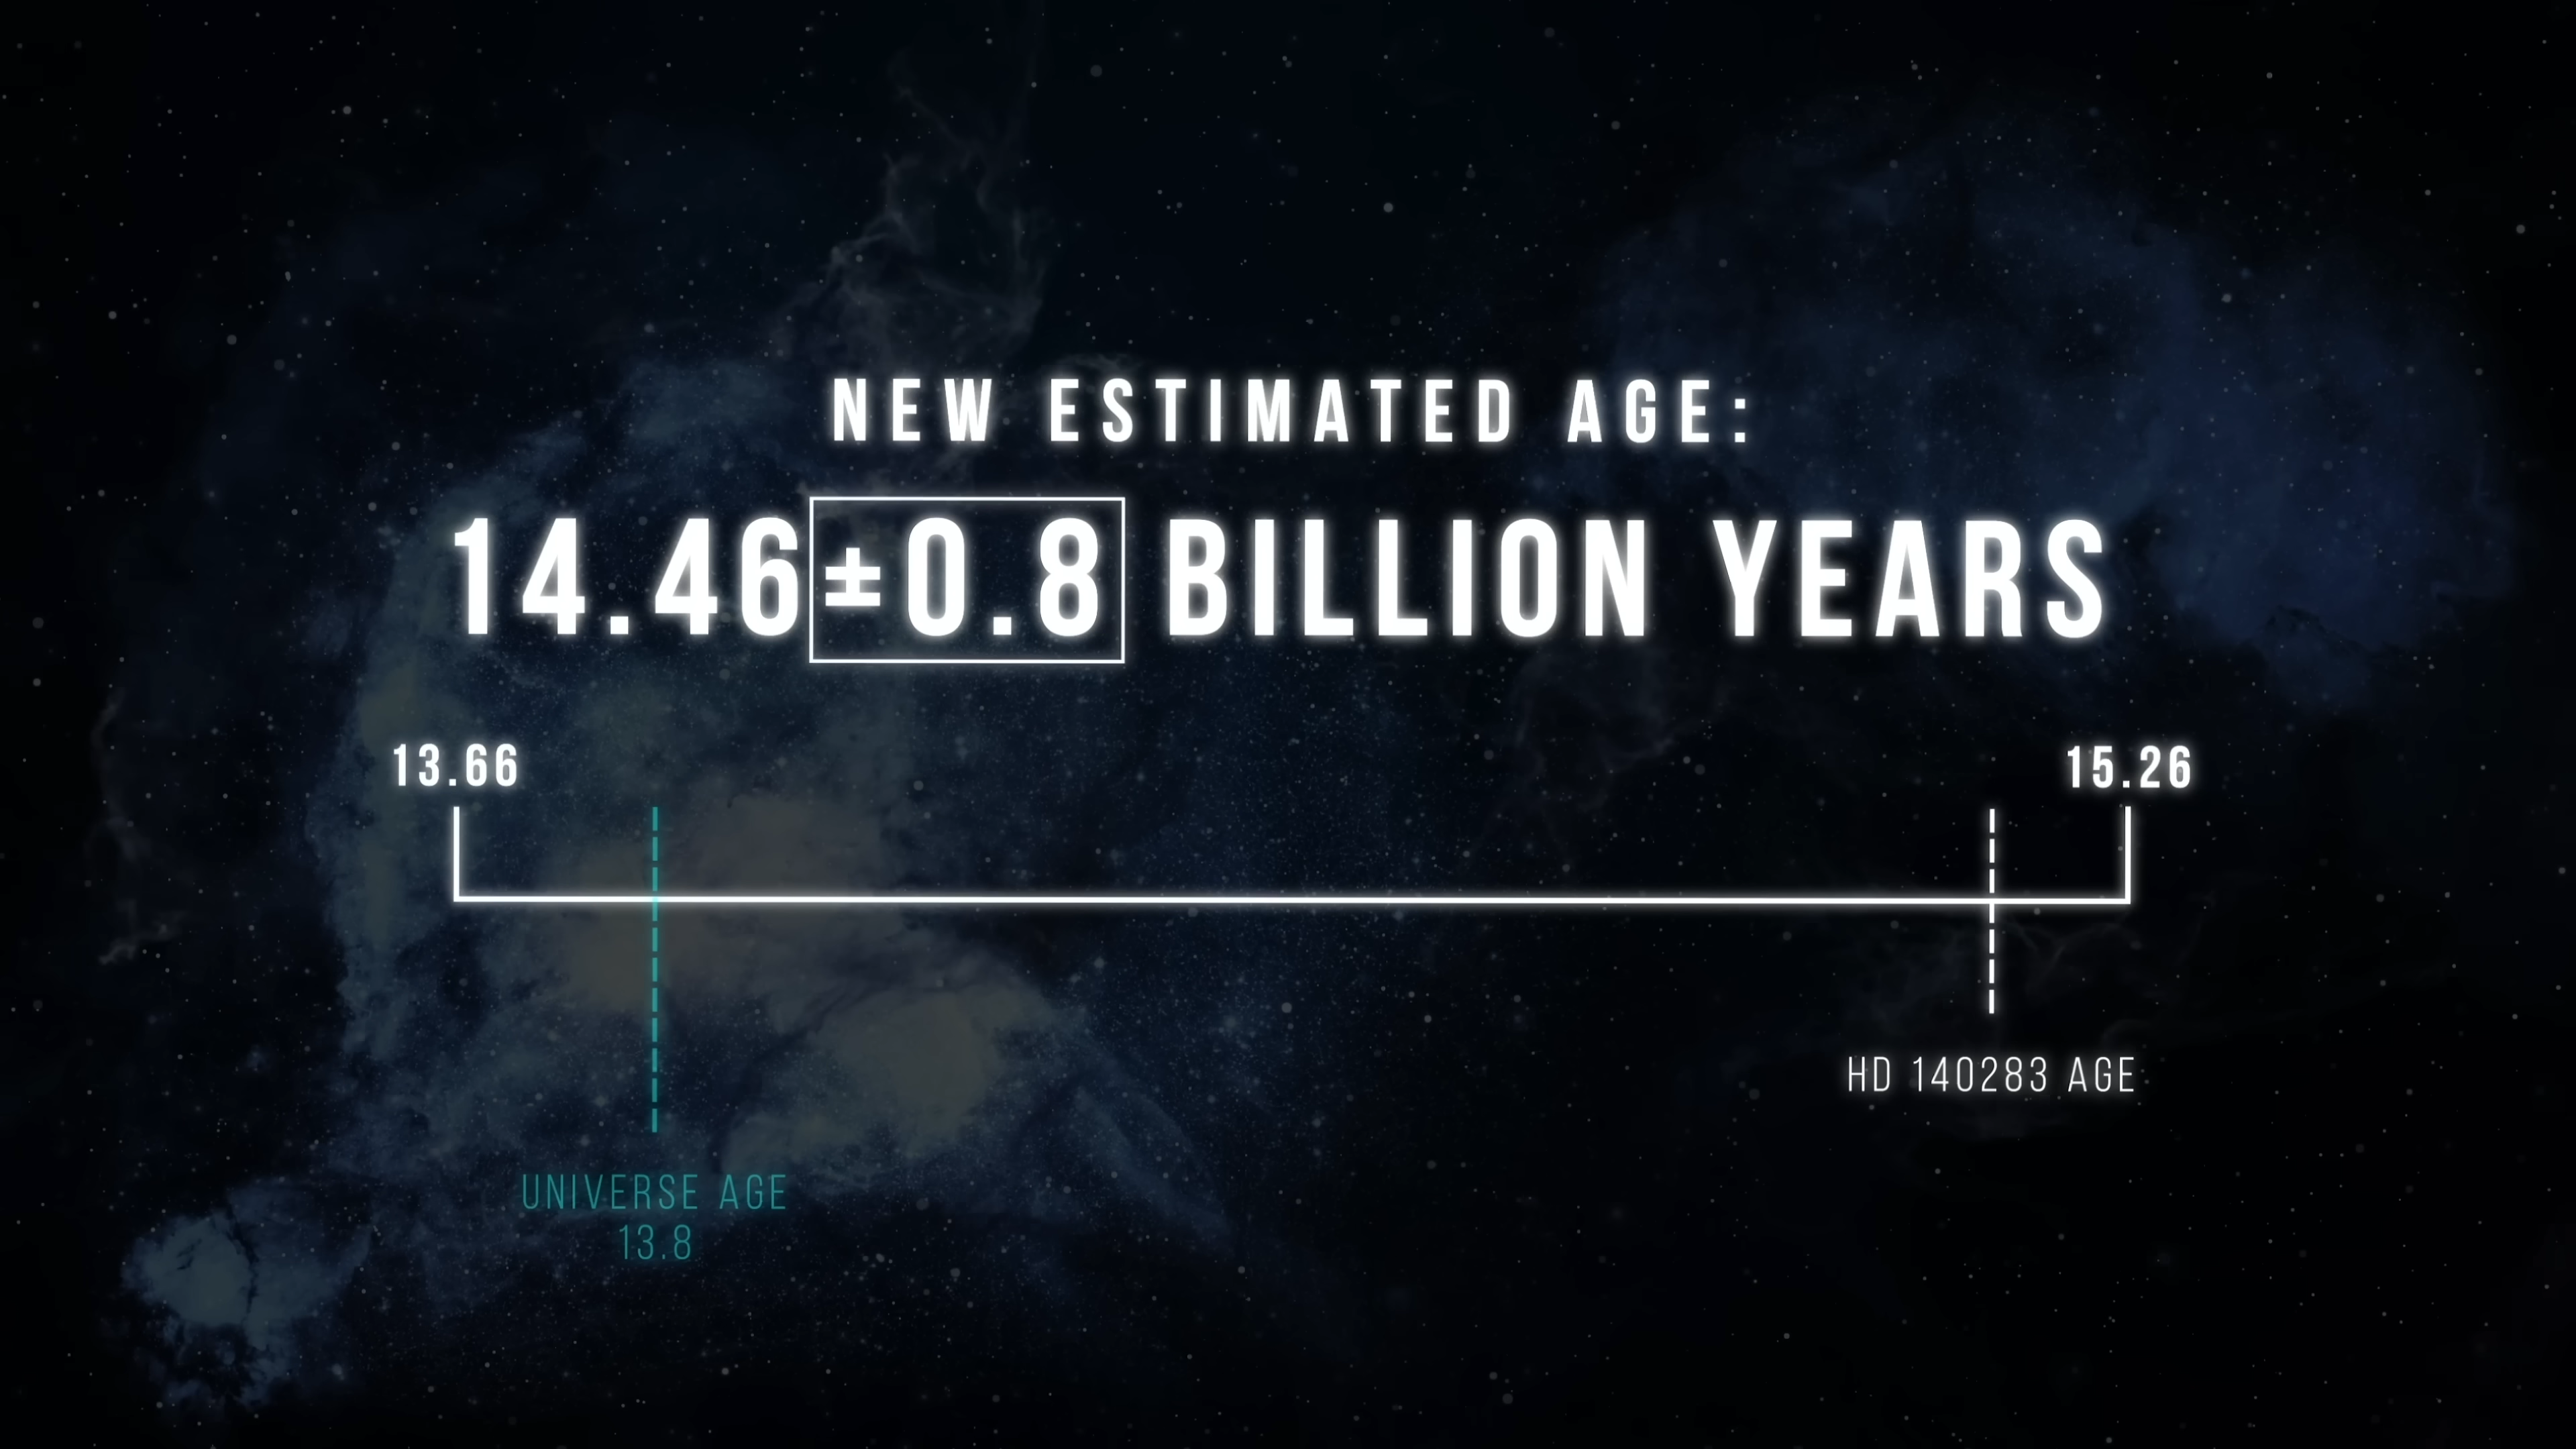 NEW ESTIMATED AGE:
14.46±0.8 BILLION YEARS
13.66
15.26
HD 140283 AGE
UNIVERSE AGE
13.8